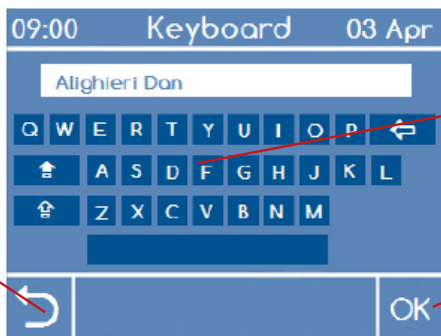 09:00 Keyboard 03 Apr
Alighieri Dan
Q W E R T Y U I O P
A S D F G H J K L
Z X C V B N M
OK